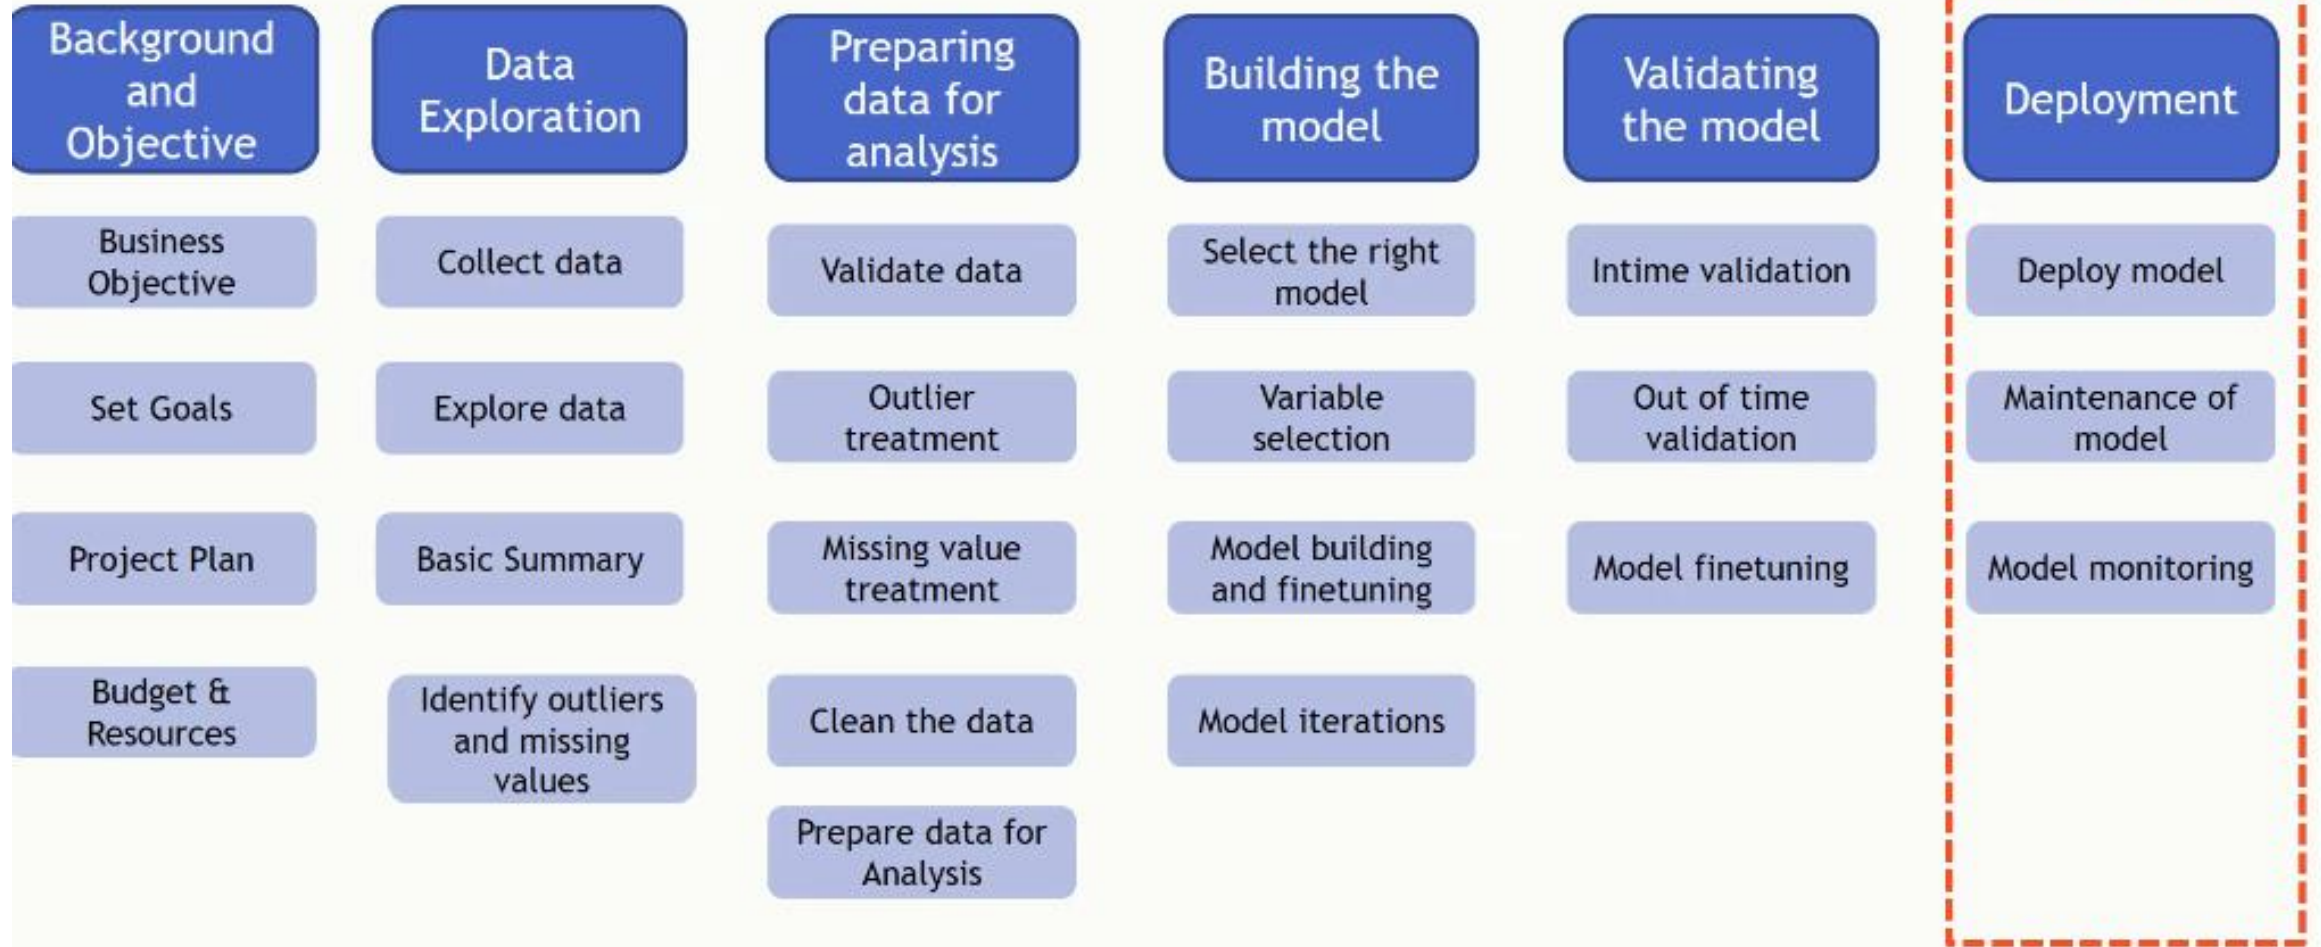 Background
and
Objective
Business
Objective
Set Goals
Project Plan
Budget &
Resources
Data
Exploration
Collect data
Explore data
Basic Summary
Identify outliers
and missing
values
Preparing
data for
analysis
Validate data
Outlier
treatment
Missing value
treatment
Clean the data
Prepare data for
Analysis
Building the
model
Select the right
model
Variable
selection
Model building
and finetuning
Model iterations
Validating
the model
Intime validation
Out of time
validation
Model finetuning
Deployment
Deploy model
Maintenance of
model
Model monitoring